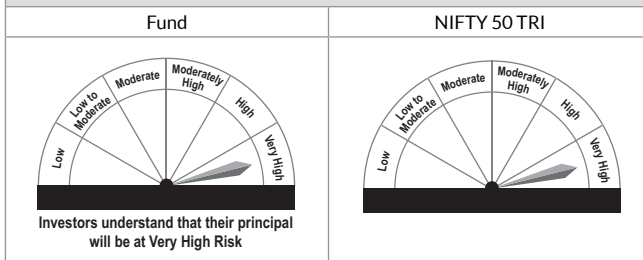 Fund
NIFTY 50 TRI
Low
Low to
Moderate
Moderate
Moderately
High
High
Very High
Investors understand that their principal
will be at Very High Risk
Low
Low to
Moderate
Moderate
Moderately
High
High
Very High